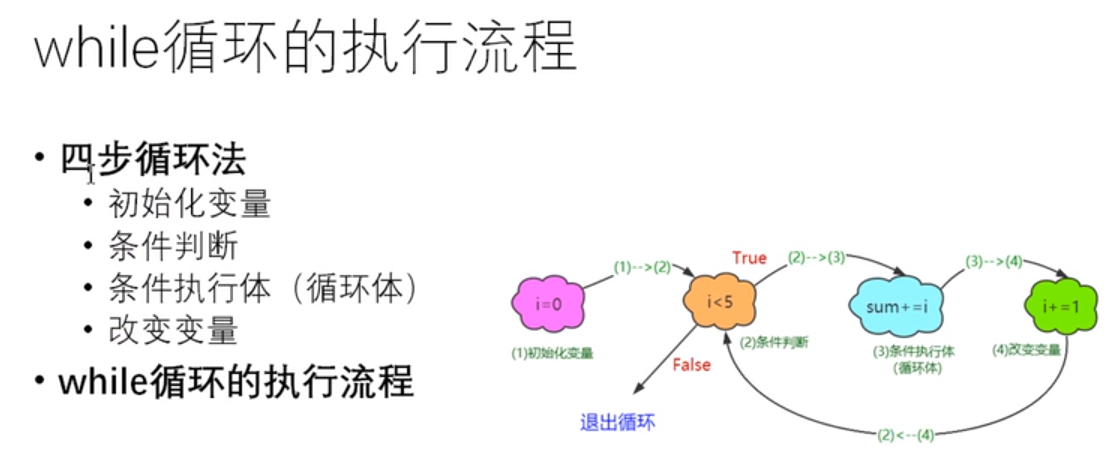 while循环的执行流程
• 四步循环法
• 初始化变量
• 条件判断
• 条件执行体（循环体）
• 改变变量
• while循环的执行流程
i=0
(1)初始化变量
(1)-->(2)
i<5
(2)条件判断
True
(2)-->(3)
sum+=i
(3)条件执行体
(循环体)
(3)-->(4)
i+=1
(4)改变变量
(2)<--(4)
False
退出循环